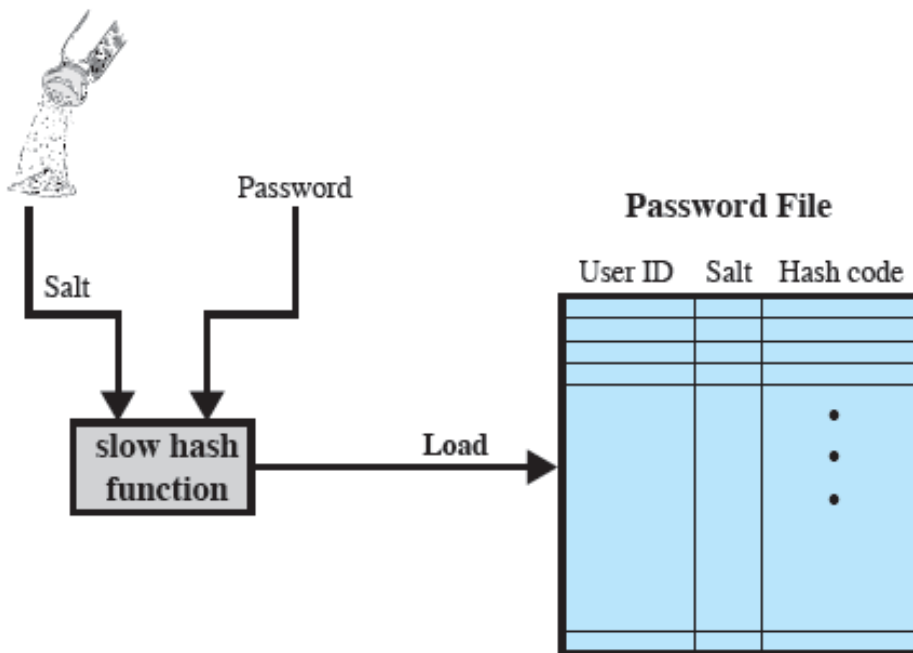 Password
Salt
slow hash
function
Load
Password File
User ID Salt Hash code